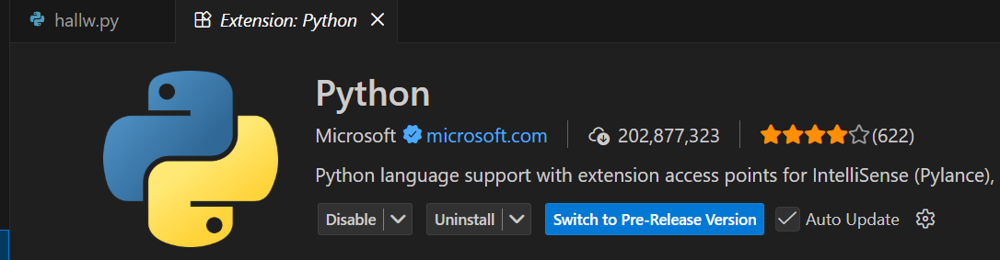 hallw.py Extension: Python
Python
Microsoft microsoft.com 202,877,323 (622)
Python language support with extension access points for IntelliSense (Pylance),
Disable Uninstall Switch to Pre-Release Version Auto Update